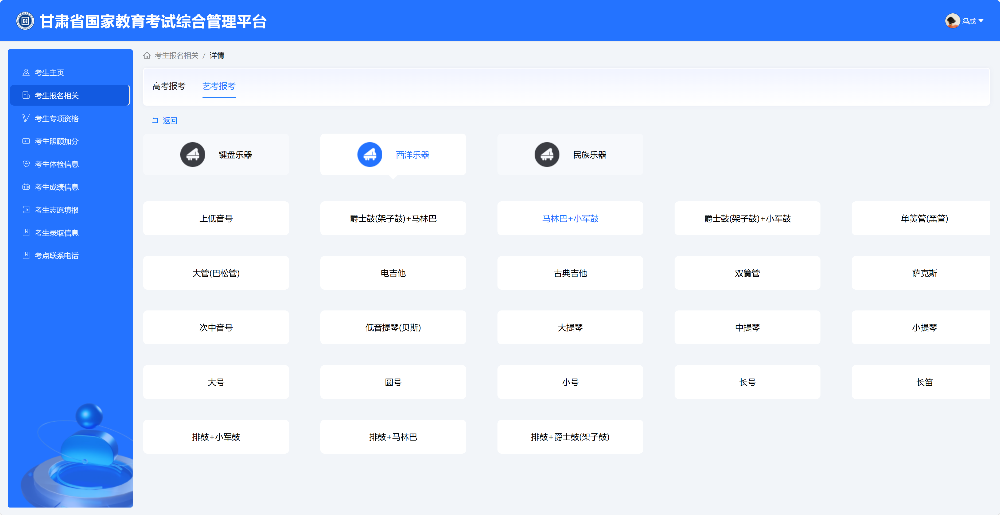 甘肃省国家教育考试综合管理平台
冯成
考生主页
考生报名相关
考生专项资格
考生照顾加分
考生体检信息
考生成绩信息
考生志愿填报
考生录取信息
考点联系电话
考生报名相关 / 详情
高考报考 艺考报考
返回
键盘乐器 西洋乐器 民族乐器
上低音号 爵士鼓(架子鼓)+马林巴 马林巴+小军鼓 爵士鼓(架子鼓)+小军鼓 单簧管(黑管)
大管(巴松管) 电吉他 古典吉他 双簧管 萨克斯
次中音号 低音提琴(贝斯) 大提琴 中提琴 小提琴
大号 圆号 小号 长号 长笛
排鼓+小军鼓 排鼓+马林巴 排鼓+爵士鼓(架子鼓)